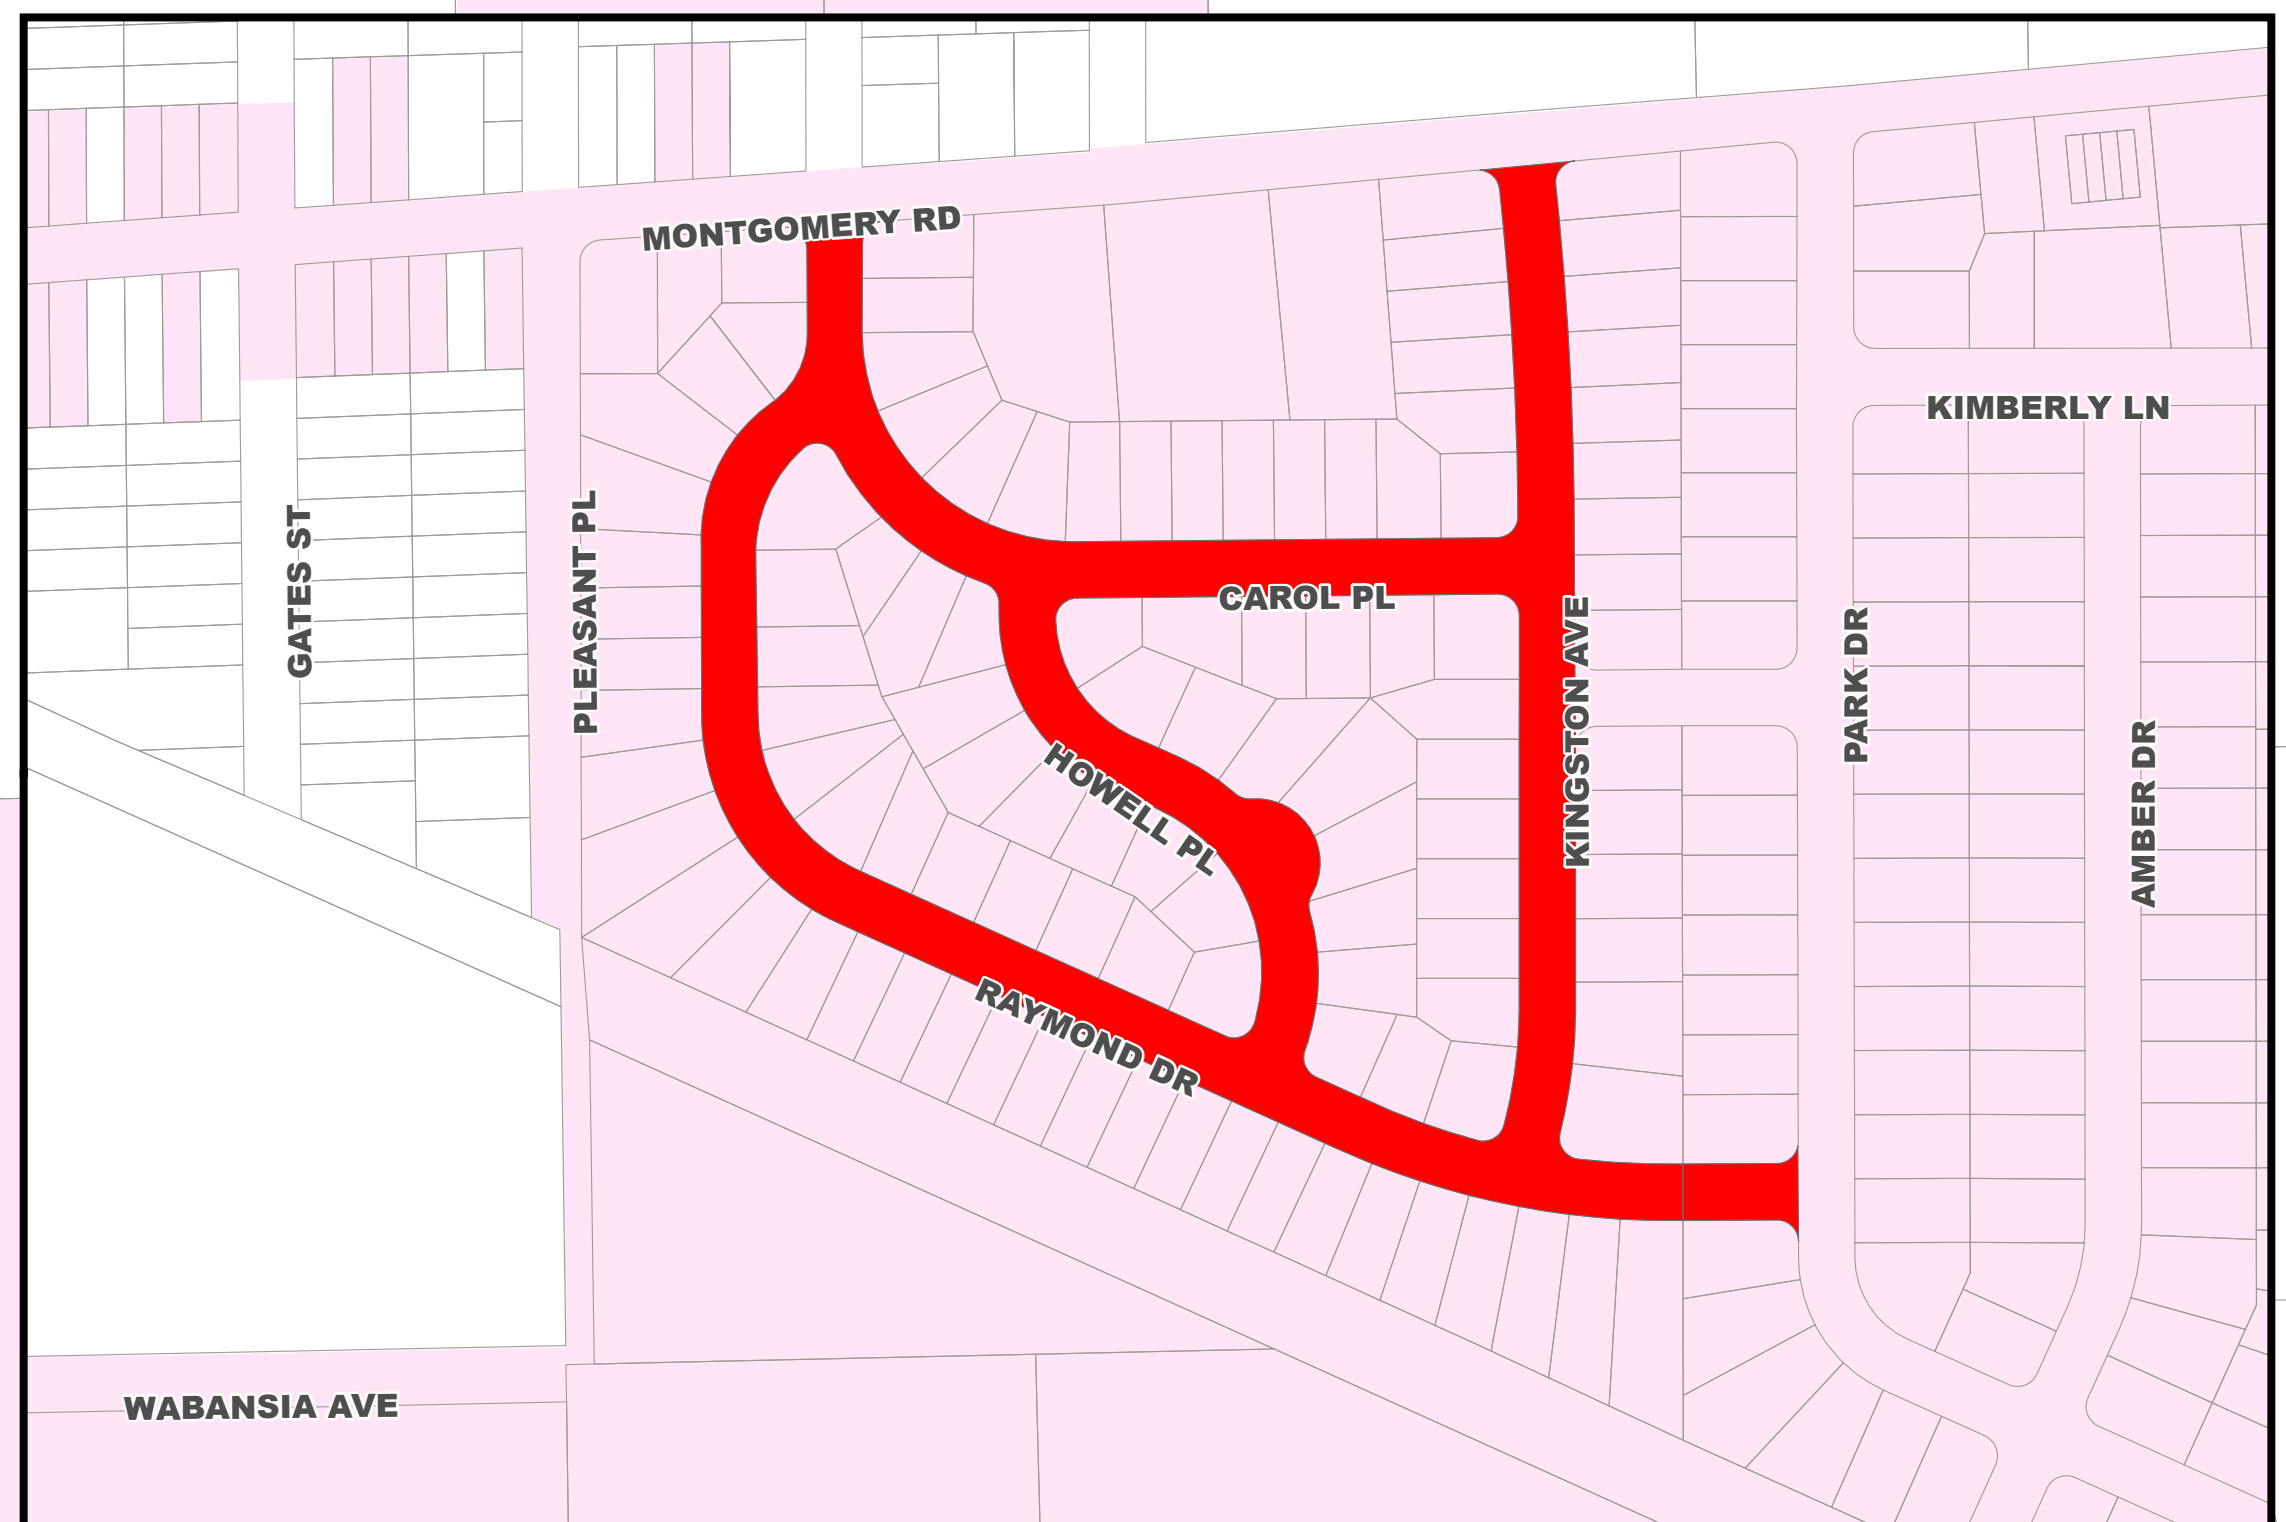 MONTGOMERY RD
KIMBERLY LN
GATES ST
PLEASANT PL
CAROL PL
KINGSTON AVE
PARK DR
AMBER DR
HOWELL PL
RAYMOND DR
WABANSIA AVE